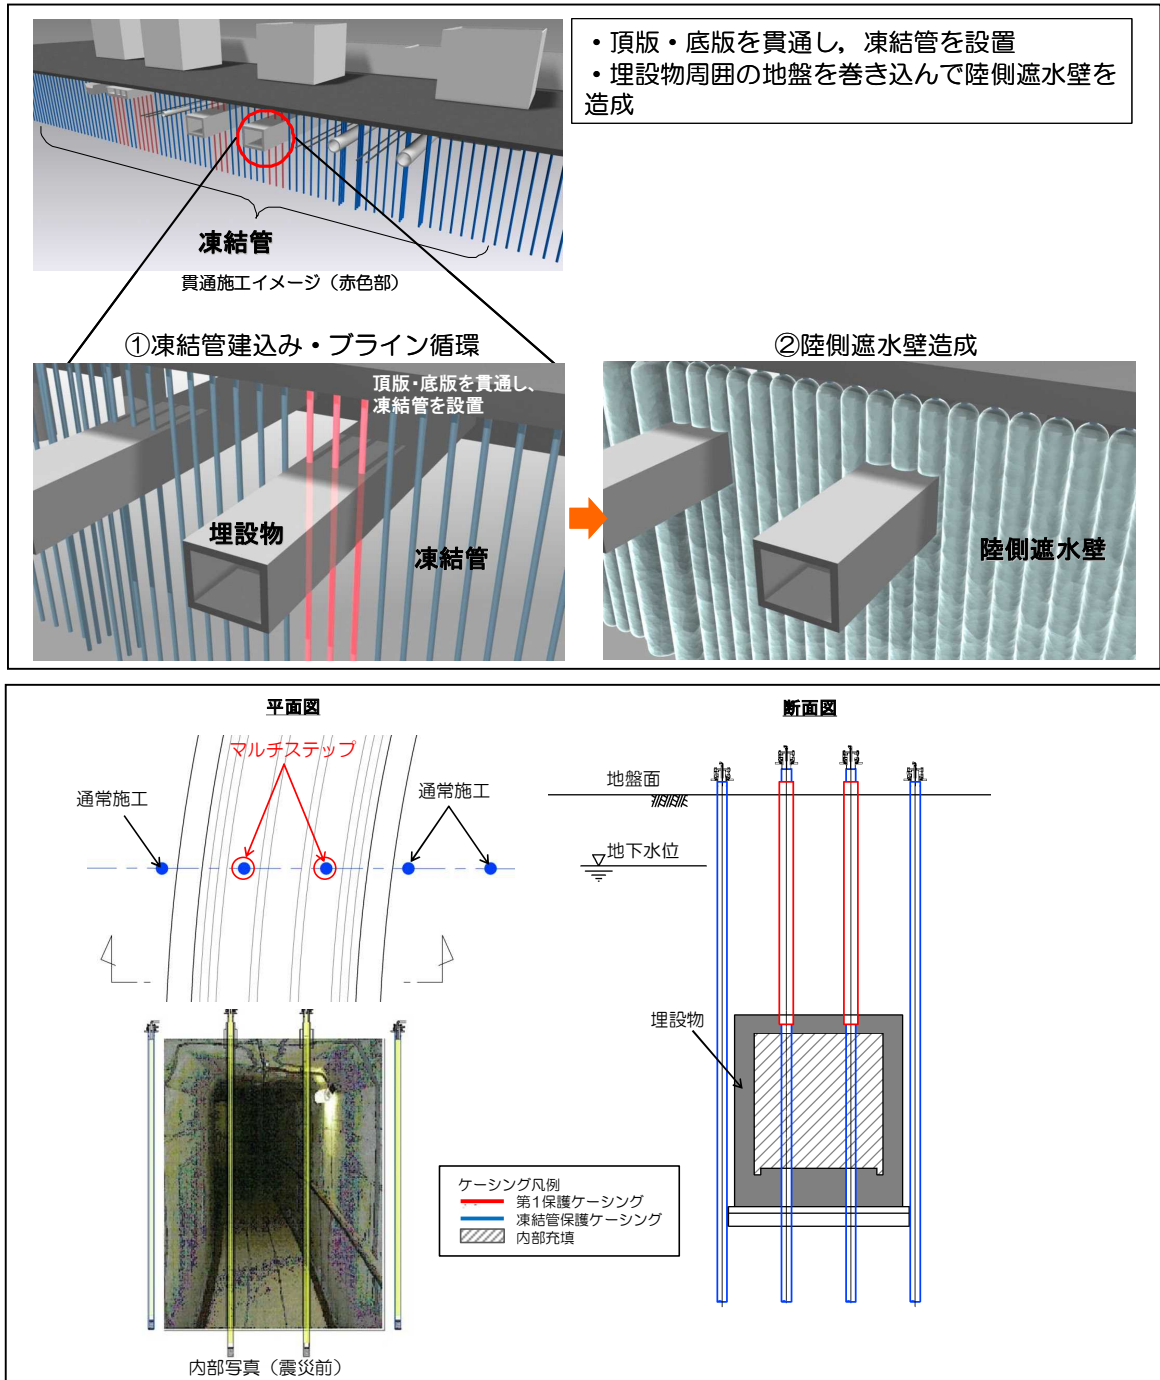 ・頂版・底版を貫通し，凍結管を設置
・埋設物周囲の地盤を巻き込んで陸側遮水壁を
造成
凍結管
貫通施工イメージ（赤色部）
①凍結管建込み・ブライン循環
頂版・底版を貫通し、
凍結管を設置
埋設物
凍結管
②陸側遮水壁造成
陸側遮水壁
平面図
マルチステップ
通常施工
通常施工
内部写真（震災前）
断面図
地盤面
地下水位
埋設物
ケーシング凡例
第1保護ケーシング
凍結管保護ケーシング
内部充填